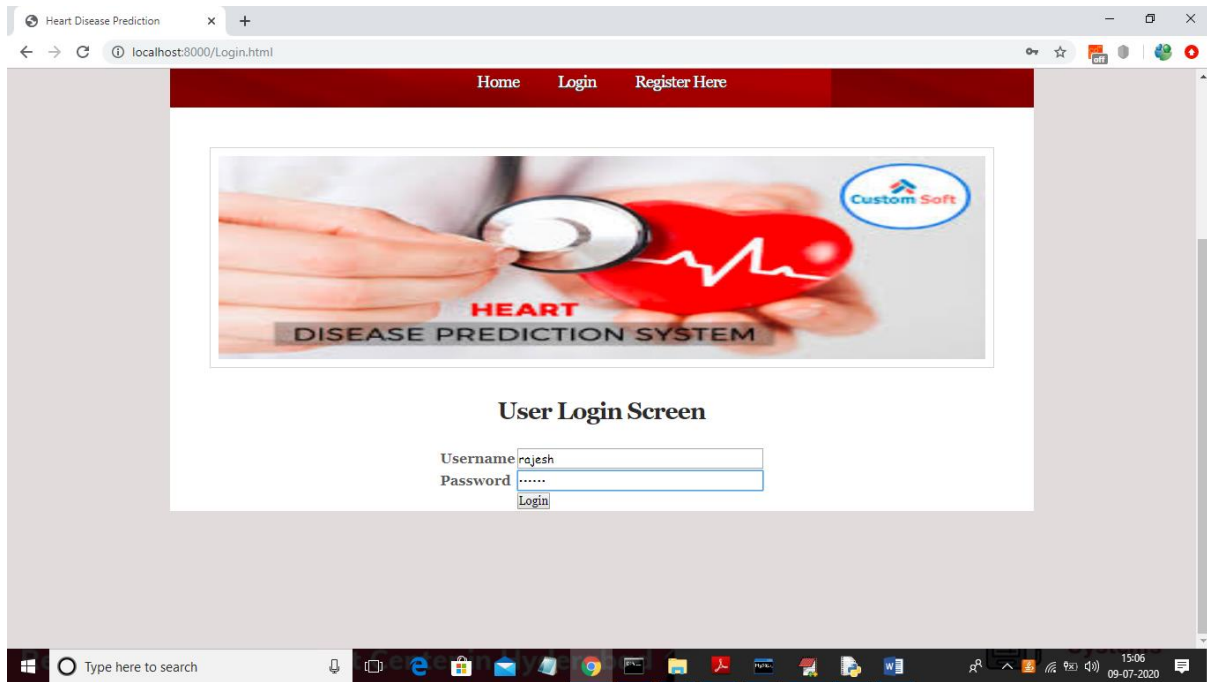 Heart Disease Prediction
localhost:8000/Login.html
off
Home Login Register Here
Custom Soft
HEART
DISEASE PREDICTION SYSTEM
User Login Screen
Username rajesh
Password ······
Login
Type here to search
15:06
09-07-2020